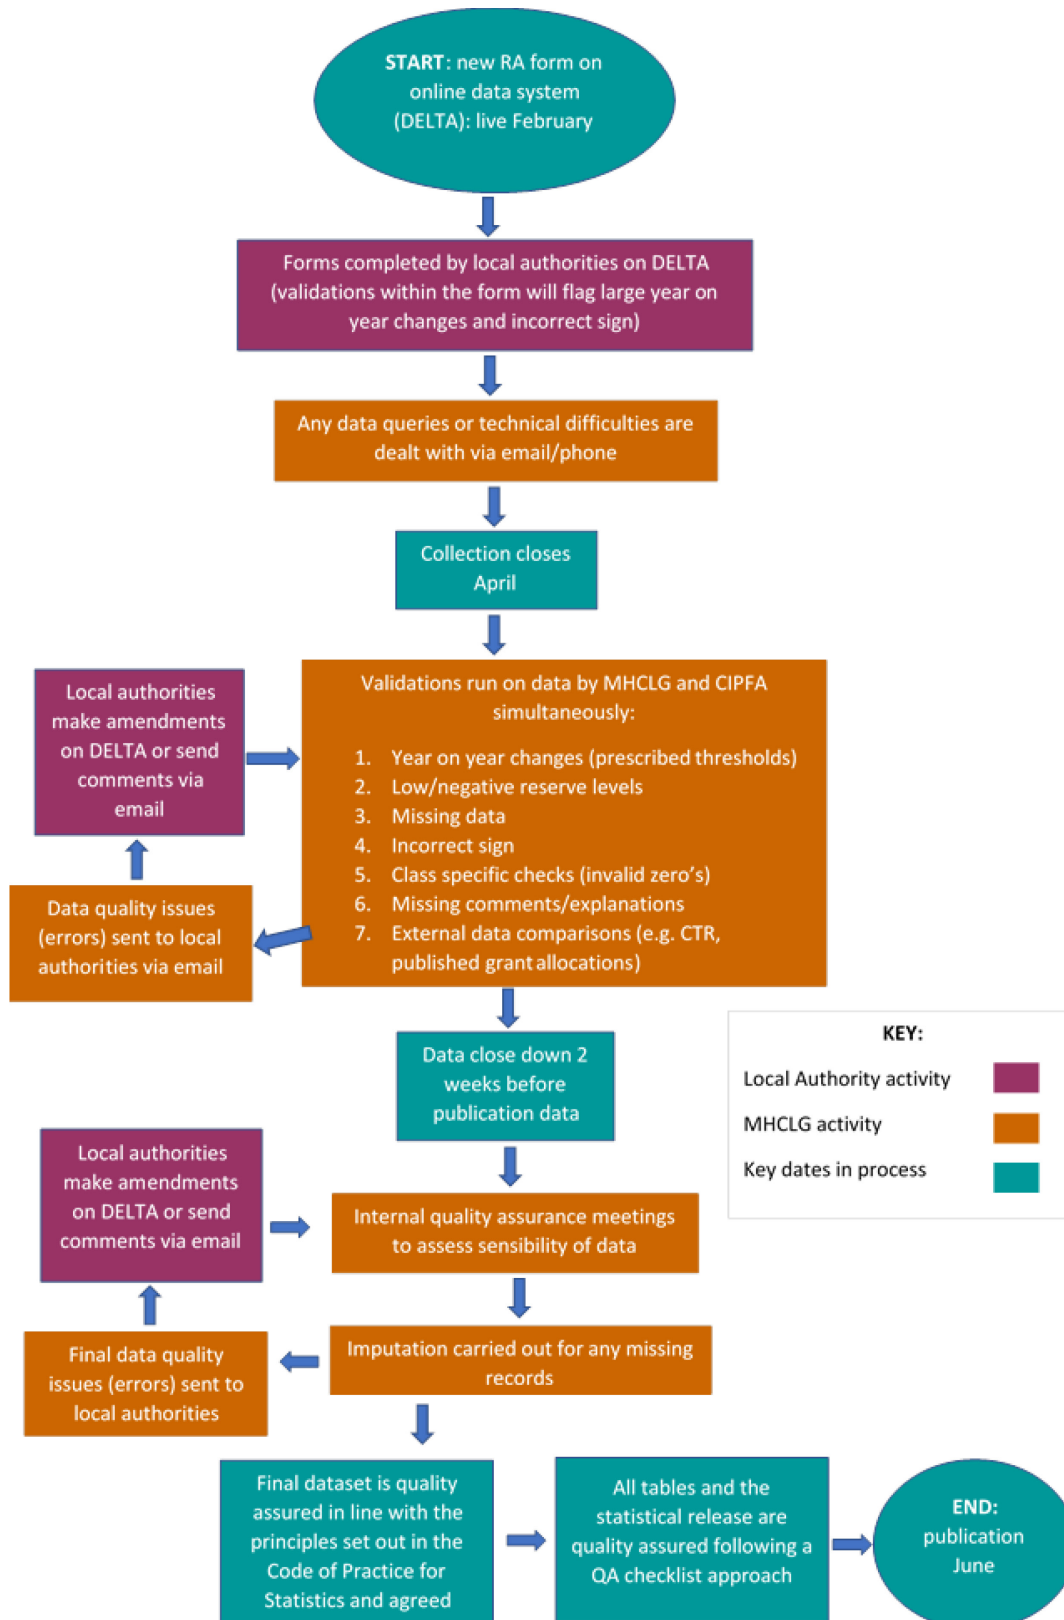 START: new RA form on
online data system
(DELTA): live February
Forms completed by local authorities on DELTA
(validations within the form will flag large year on
year changes and incorrect sign)
Any data queries or technical difficulties are
dealt with via email/phone
Collection closes
April
Validations run on data by MHCLG and CIPFA
simultaneously:
1. Year on year changes (prescribed thresholds)
2. Low/negative reserve levels
3. Missing data
4. Incorrect sign
5. Class specific checks (invalid zero's)
6. Missing comments/explanations
7. External data comparisons (e.g. CTR,
published grant allocations)
Data quality issues
(errors) sent to local
authorities via email
Local authorities
make amendments
on DELTA or send
comments via
email
Data close down 2
weeks before
publication data
KEY:
Local Authority activity
MHCLG activity
Key dates in process
Internal quality assurance meetings
to assess sensibility of data
Imputation carried out for any missing
records
Final data quality
issues (errors) sent to
local authorities
Local authorities
make amendments
on DELTA or send
comments via email
Final dataset is quality
assured in line with the
principles set out in the
Code of Practice for
Statistics and agreed
All tables and the
statistical release are
quality assured following a
QA checklist approach
END:
publication
June